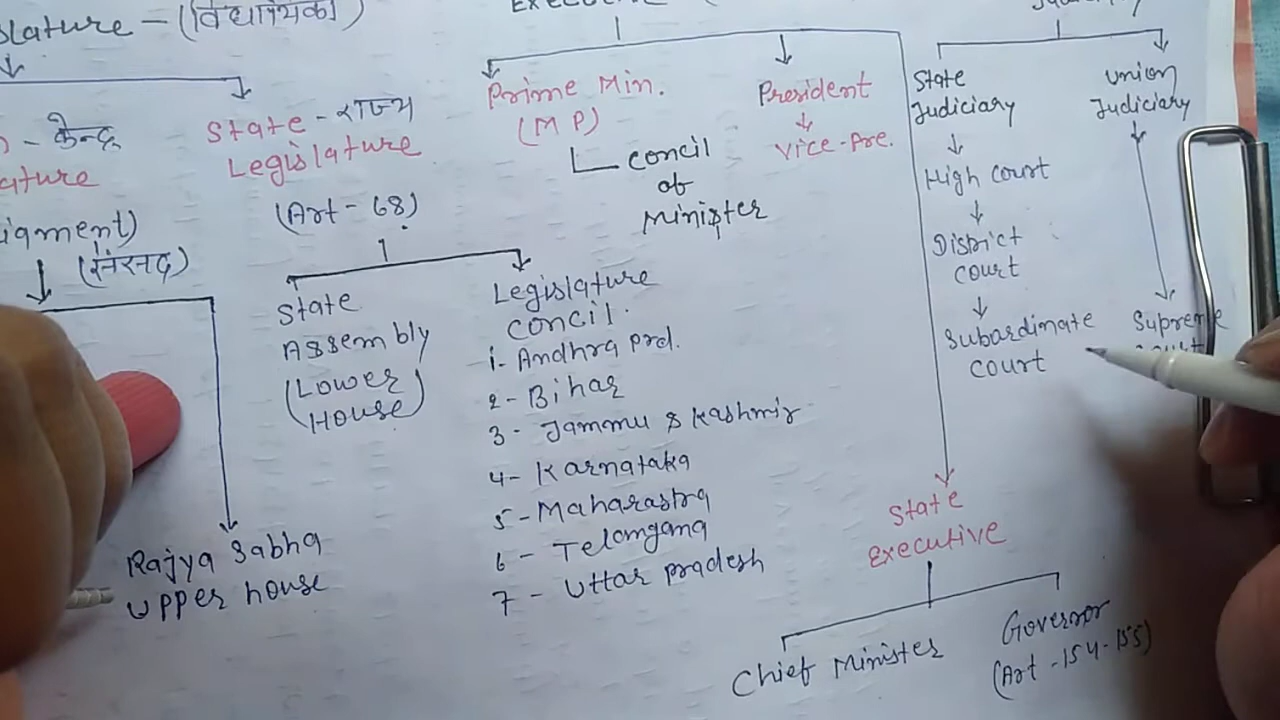 slature - (विद्यायिका)
- केन्द्र
ature
iament)
(संसद)
Rajya Sabha
Upper house
State - राज्य
Legislature
(Art - 68)
State
Assembly
(Lower
House)
Legislature
concil.
1- Andhra prd.
2- Bihar
3- Jammu & Kashmir
4- Karnataka
5- Maharastra
6- Telangana
7- Uttar pradesh
Prime Min.
(MP)
concil
of
Minister
President
Vice-Pre.
State
Executive
Chief Minister
Governor
(Art - 154-155)
State
Judiciary
High court
District
court
Subordinate
court
Union
Judiciary
Supreme